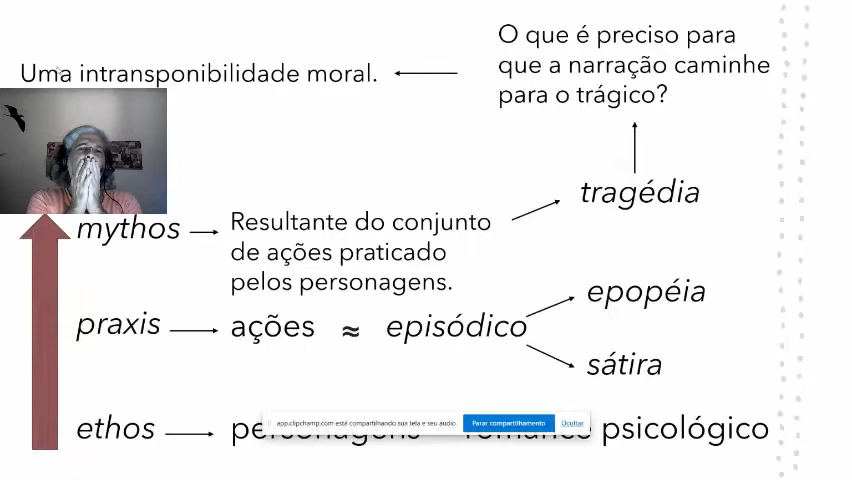 O que é preciso para
que a narração caminhe
para o trágico?
Uma intransponibilidade moral.
tragédia
mythos
Resultante do conjunto
de ações praticado
pelos personagens.
epopéia
praxis
ações ≈ episódico
sátira
app.clipchamp.com está compartilhando sua tela e seu áudio.
Parar compartilhamento
Ocultar
ethos
personagens
romance psicológico